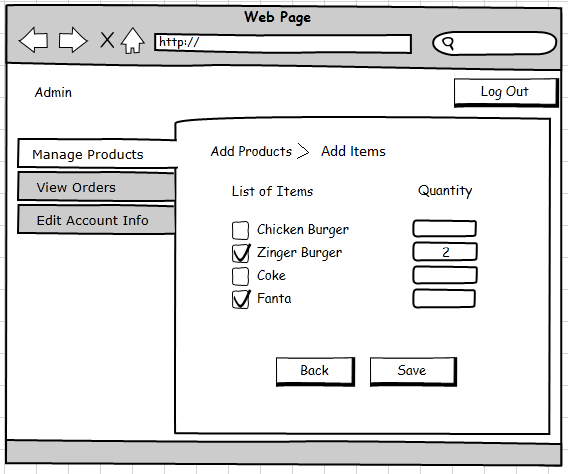 Web Page
http://
Admin
Log Out
Manage Products
View Orders
Edit Account Info
Add Products > Add Items
List of Items Quantity
Chicken Burger
Zinger Burger 2
Coke
Fanta
Back Save